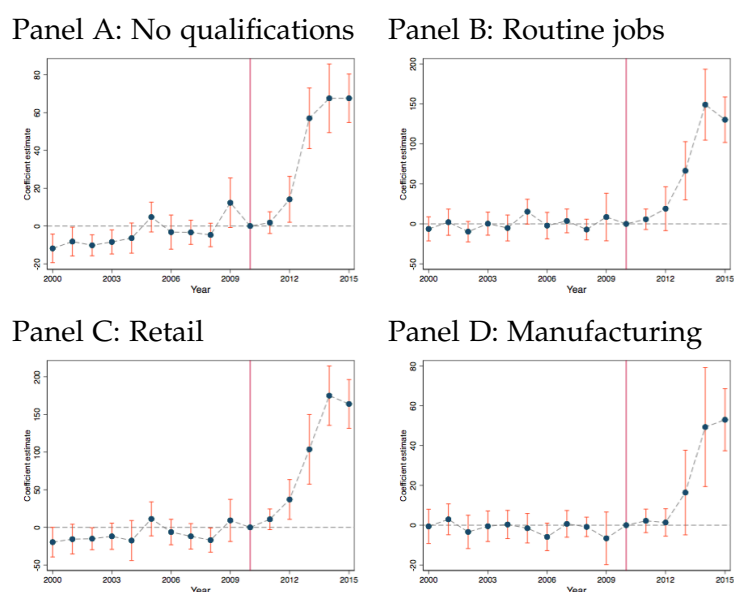 Panel A: No qualifications
Coefficient estimate
80
60
40
20
0
-20
2000 2003 2006 2009 2012 2015
Year
Panel B: Routine jobs
Coefficient estimate
200
150
100
50
0
-50
2000 2003 2006 2009 2012 2015
Year
Panel C: Retail
Coefficient estimate
200
150
100
50
0
-50
2000 2003 2006 2009 2012 2015
Year
Panel D: Manufacturing
Coefficient estimate
80
60
40
20
0
-20
2000 2003 2006 2009 2012 2015
Year